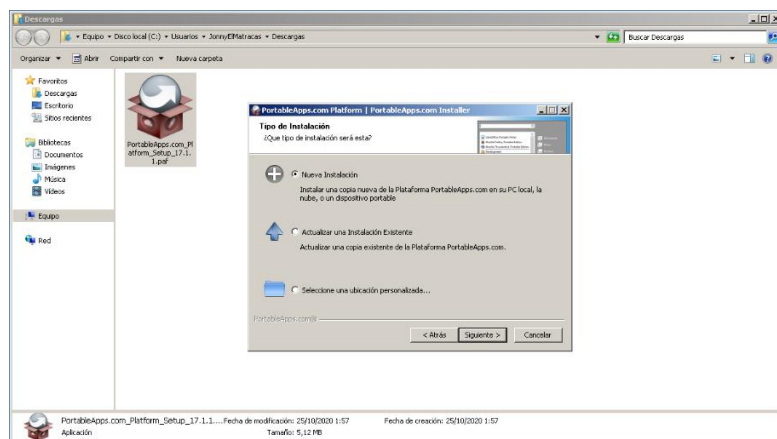 Descargas
Equipo
Disco local (C:)
Usuarios
JonnyElMatracas
Descargas
Buscar Descargas
Organizar
Abrir
Compartir con
Nueva carpeta
Favoritos
Descargas
Escritorio
Sitios recientes
Bibliotecas
Documentos
Imágenes
Música
Vídeos
Equipo
Red
PortableApps.com_Pl
atform_Setup_17.1.
1.paf
PortableApps.com Platform | PortableApps.com Installer
Tipo de Instalación
¿Que tipo de instalación será esta?
Nueva Instalación
Instalar una copia nueva de la Plataforma PortableApps.com en su PC local, la
nube, o un dispositivo portable
Actualizar una Instalación Existente
Actualizar una copia existente de la Plataforma PortableApps.com.
Seleccione una ubicación personalizada...
PortableApps.com®
< Atrás
Siguiente >
Cancelar
PortableApps.com_Platform_Setup_17.1.1....
Fecha de modificación: 25/10/2020 1:57
Fecha de creación: 25/10/2020 1:57
Aplicación
Tamaño: 5,12 MB